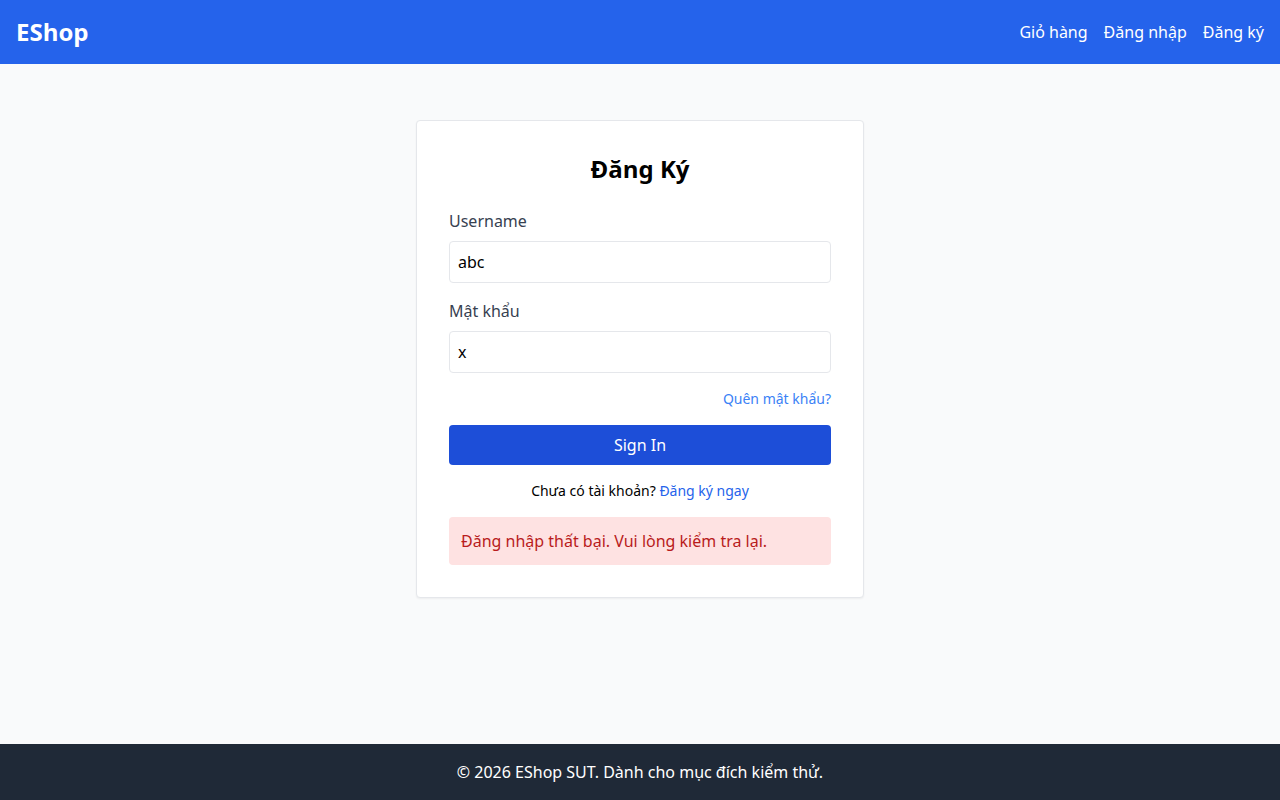 EShop
Giỏ hàng Đăng nhập Đăng ký
Đăng Ký
Username
abc
Mật khẩu
x
Quên mật khẩu?
Sign In
Chưa có tài khoản? Đăng ký ngay
Đăng nhập thất bại. Vui lòng kiểm tra lại.
© 2026 EShop SUT. Dành cho mục đích kiểm thử.